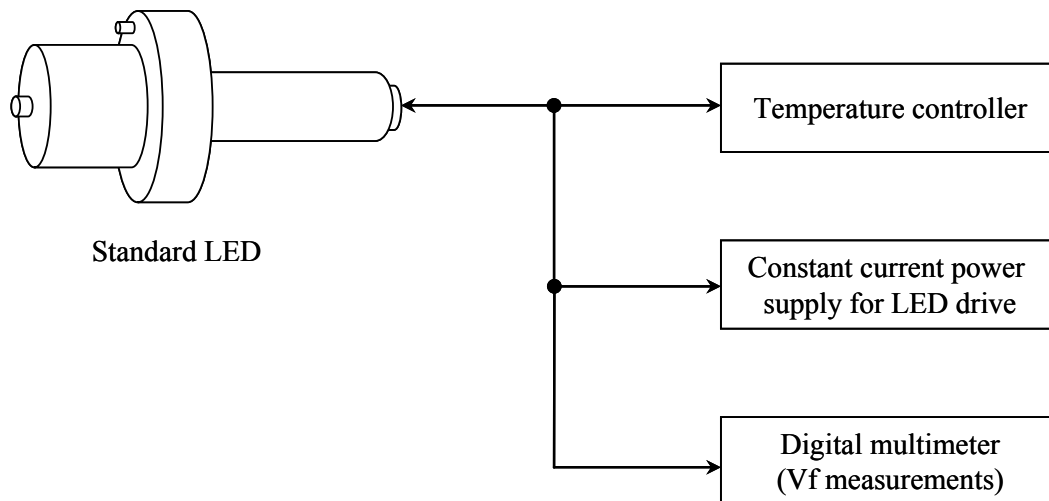 Temperature controller
Standard LED
Constant current power
supply for LED drive
Digital multimeter
(Vf measurements)